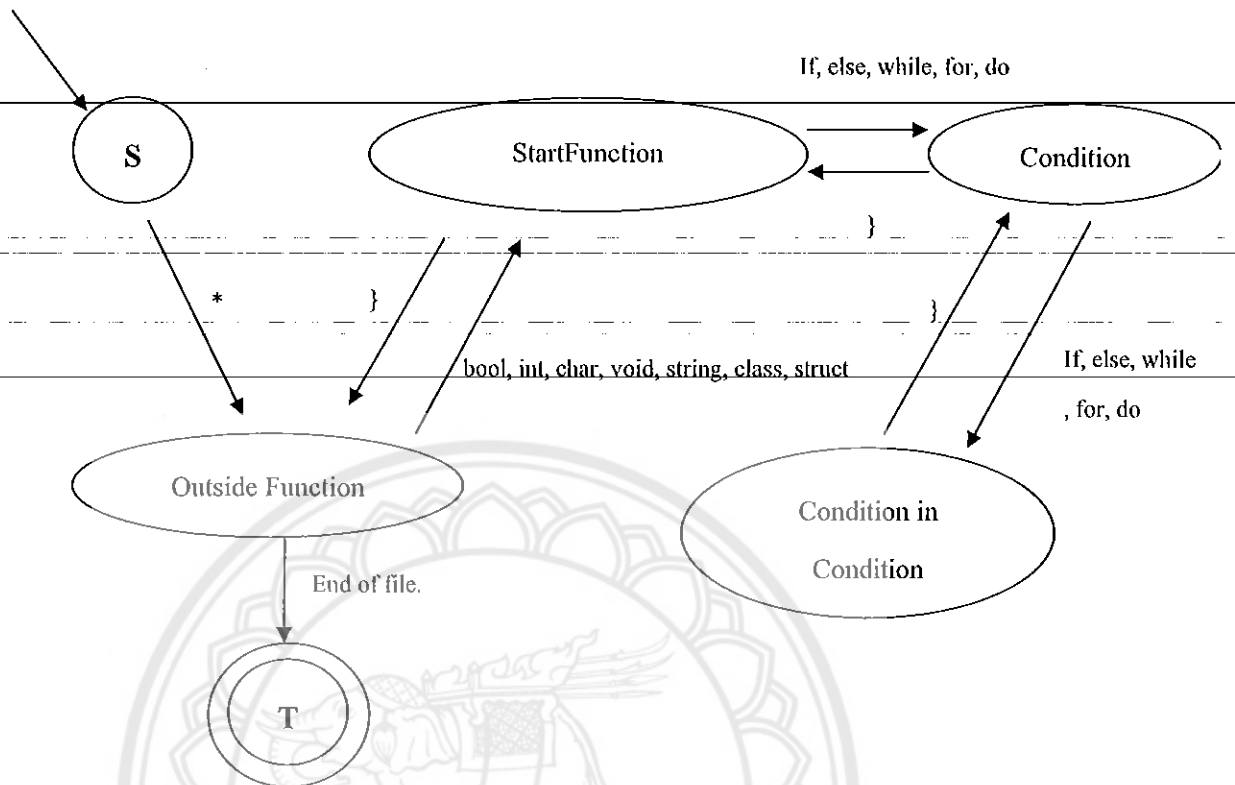 If, else, while, for, do
S
StartFunction
Condition
}
*
}
}
bool, int, char, void, string, class, struct
If, else, while
, for, do
Outside Function
Condition in
Condition
End of file.
T